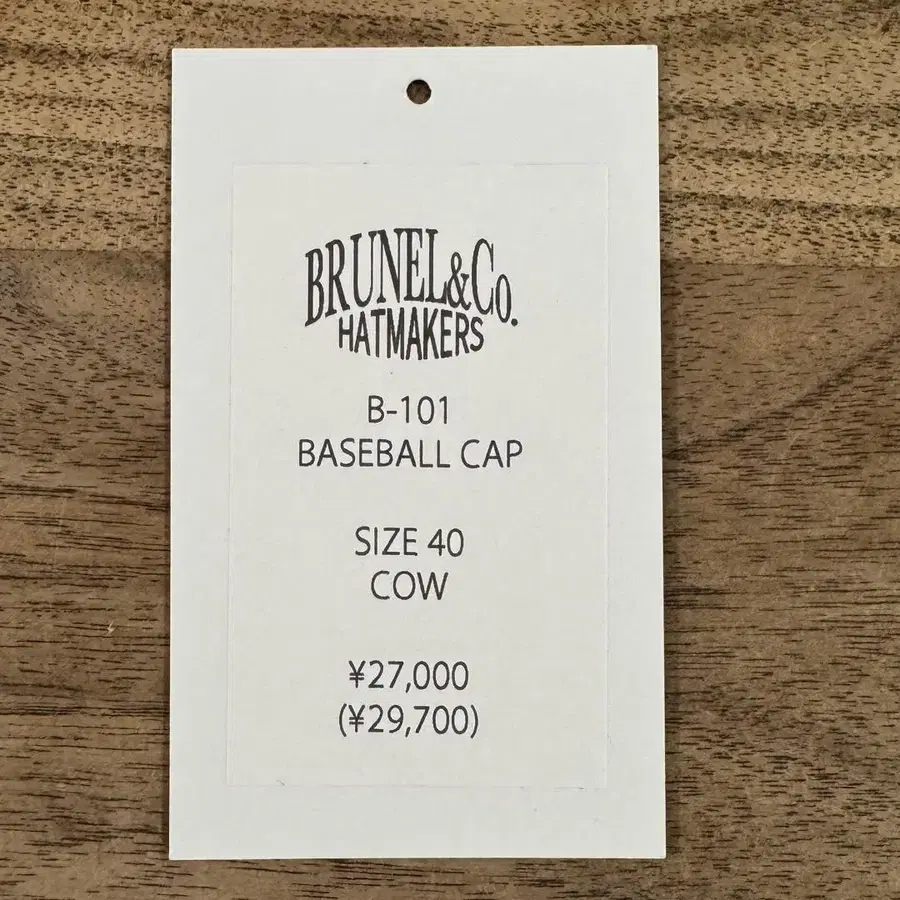 BRUNEL&Co.
HATMAKERS
B-101
BASEBALL CAP
SIZE 40
COW
¥27,000
(¥29,700)